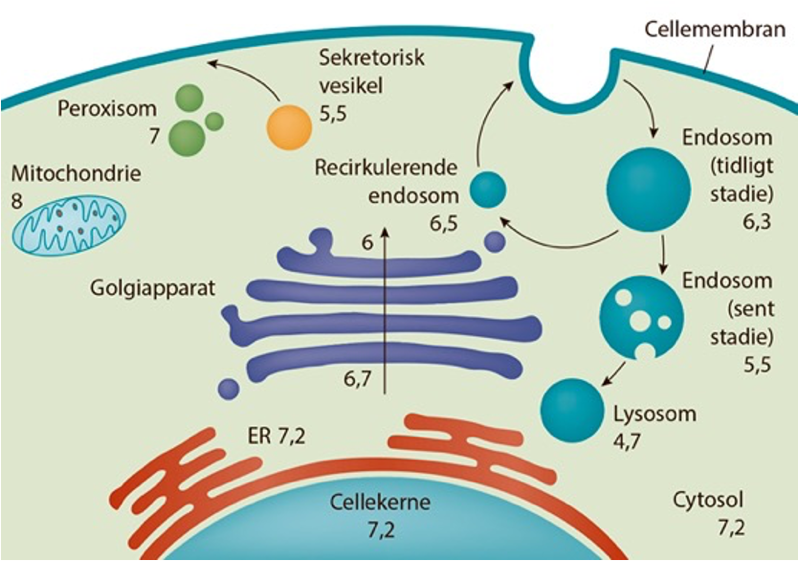 Cellemembran
Sekretorisk
vesikel
5,5
Peroxisom
7
Mitochondrie
8
Recirkulerende
endosom
6,5
Endosom
(tidligt
stadie)
6,3
Golgiapparat
6
6,7
Endosom
(sent
stadie)
5,5
Lysosom
4,7
ER 7,2
Cellekerne
7,2
Cytosol
7,2